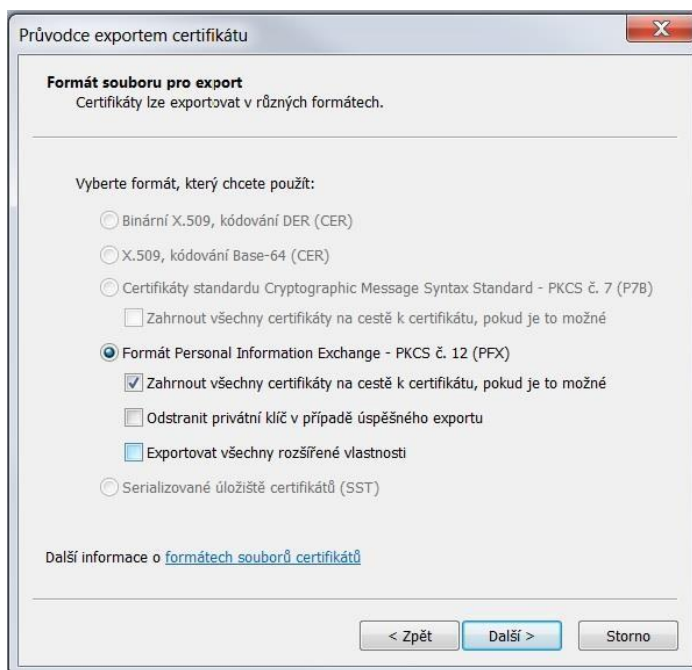 Průvodce exportem certifikátu
X
Formát souboru pro export
Certifikáty lze exportovat v různých formátech.
Vyberte formát, který chcete použít:
Binární X.509, kódování DER (CER)
X.509, kódování Base-64 (CER)
Certifikáty standardu Cryptographic Message Syntax Standard - PKCS č. 7 (P7B)
Zahrnout všechny certifikáty na cestě k certifikátu, pokud je to možné
Formát Personal Information Exchange - PKCS č. 12 (PFX)
Zahrnout všechny certifikáty na cestě k certifikátu, pokud je to možné
Odstranit privátní klíč v případě úspěšného exportu
Exportovat všechny rozšířené vlastnosti
Serializované úložiště certifikátů (SST)
Další informace o formátech souborů certifikátů
< Zpět
Další >
Storno